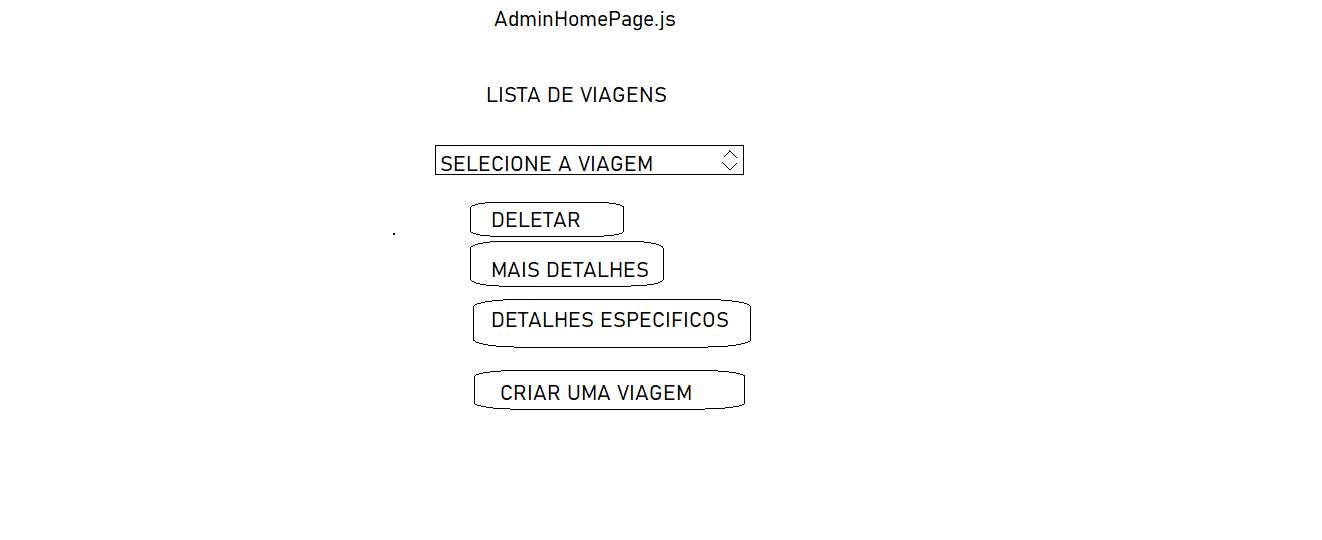 AdminHomePage.js
LISTA DE VIAGENS
SELECIONE A VIAGEM
DELETAR
MAIS DETALHES
DETALHES ESPECIFICOS
CRIAR UMA VIAGEM